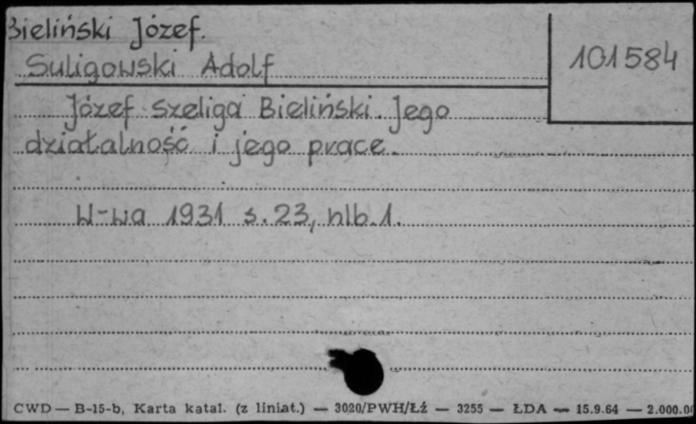 Bieliński Józef.
101584
Suligowski Adolf
Józef Szeliga Bieliński. Jego
działalność i jego prace.
W-wa 1931 s. 23, nlb. 1.
CWD — B-15-b, Karta katal. (z liniat.) — 3020/PWH/Łź — 3255 — ŁDA — 15.9.64 — 2.000.0